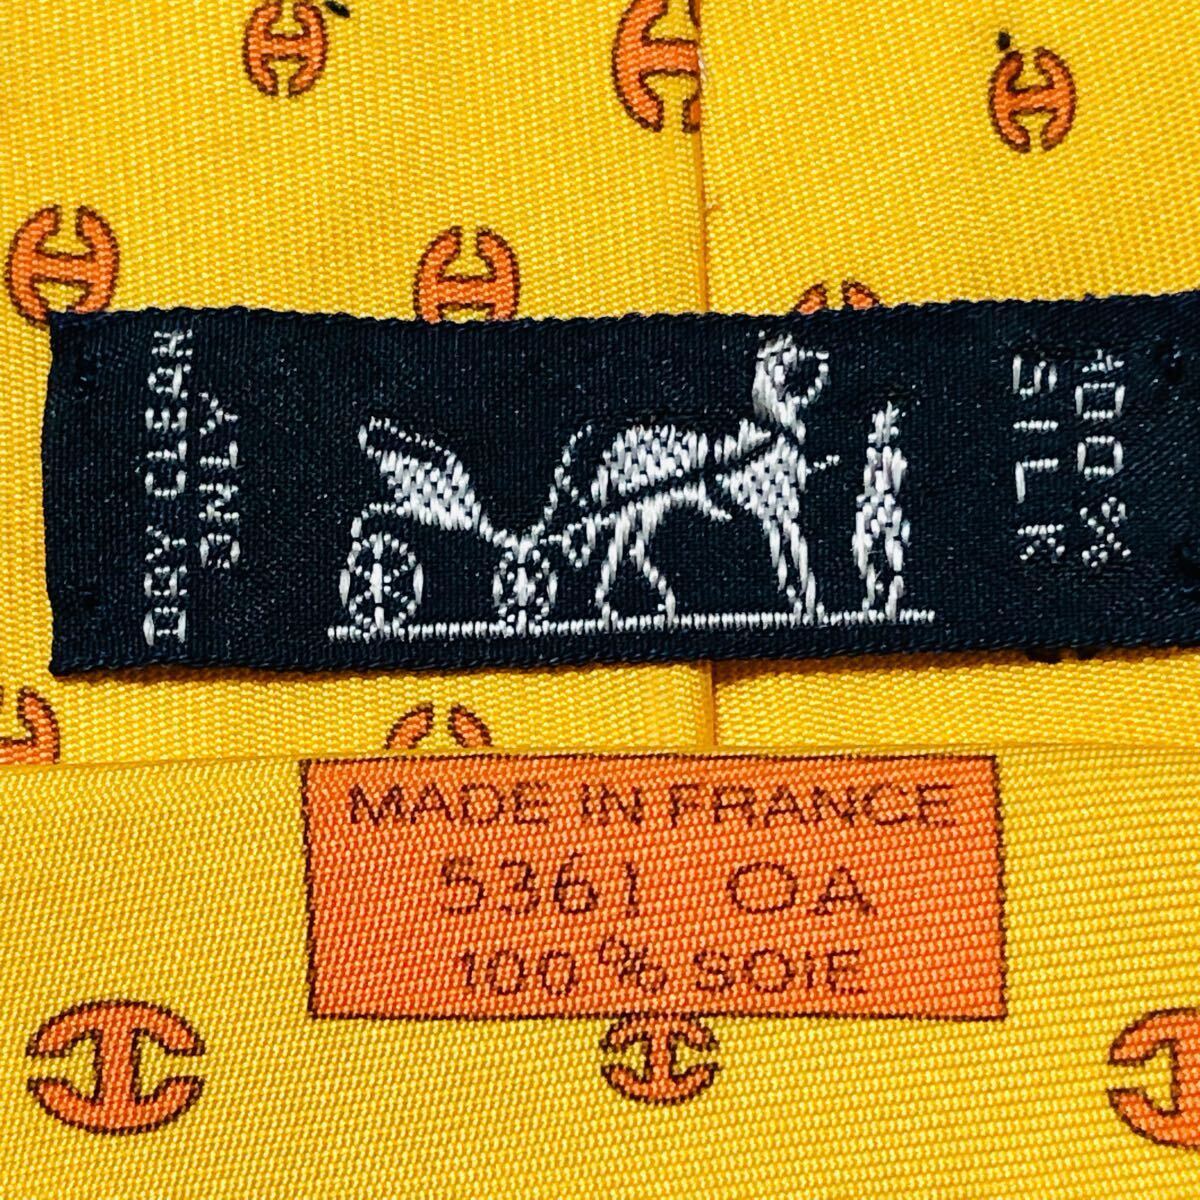 DRY CLEAN
ONLY
100%
SILK
MADE IN FRANCE
5361 OA
100% SOIE